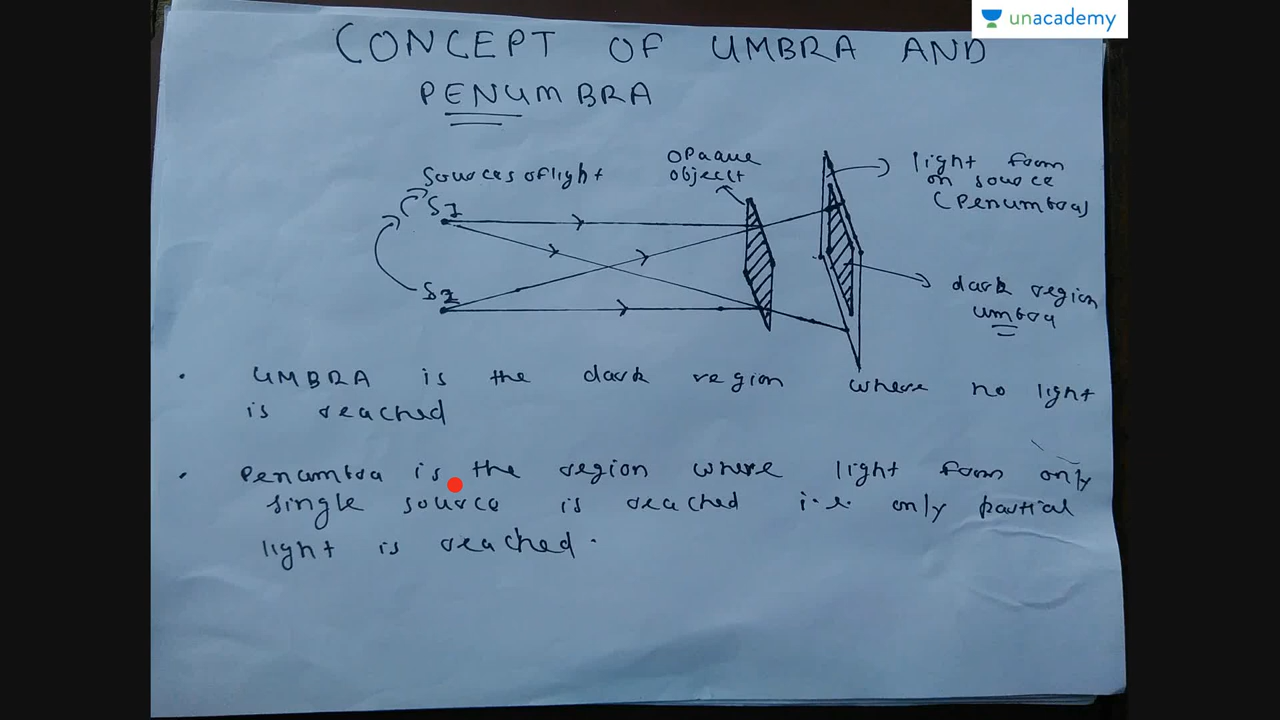 unacademy
CONCEPT OF UMBRA AND
PENUMBRA
Sources of light
opaque
object
light from
on source
(Penumbra)
S1
S2
dark region
umbra
. UMBRA is the dark region where no light
is reached
. Penumbra is the region where light from only
single source is reached i.e. only partial
light is reached.